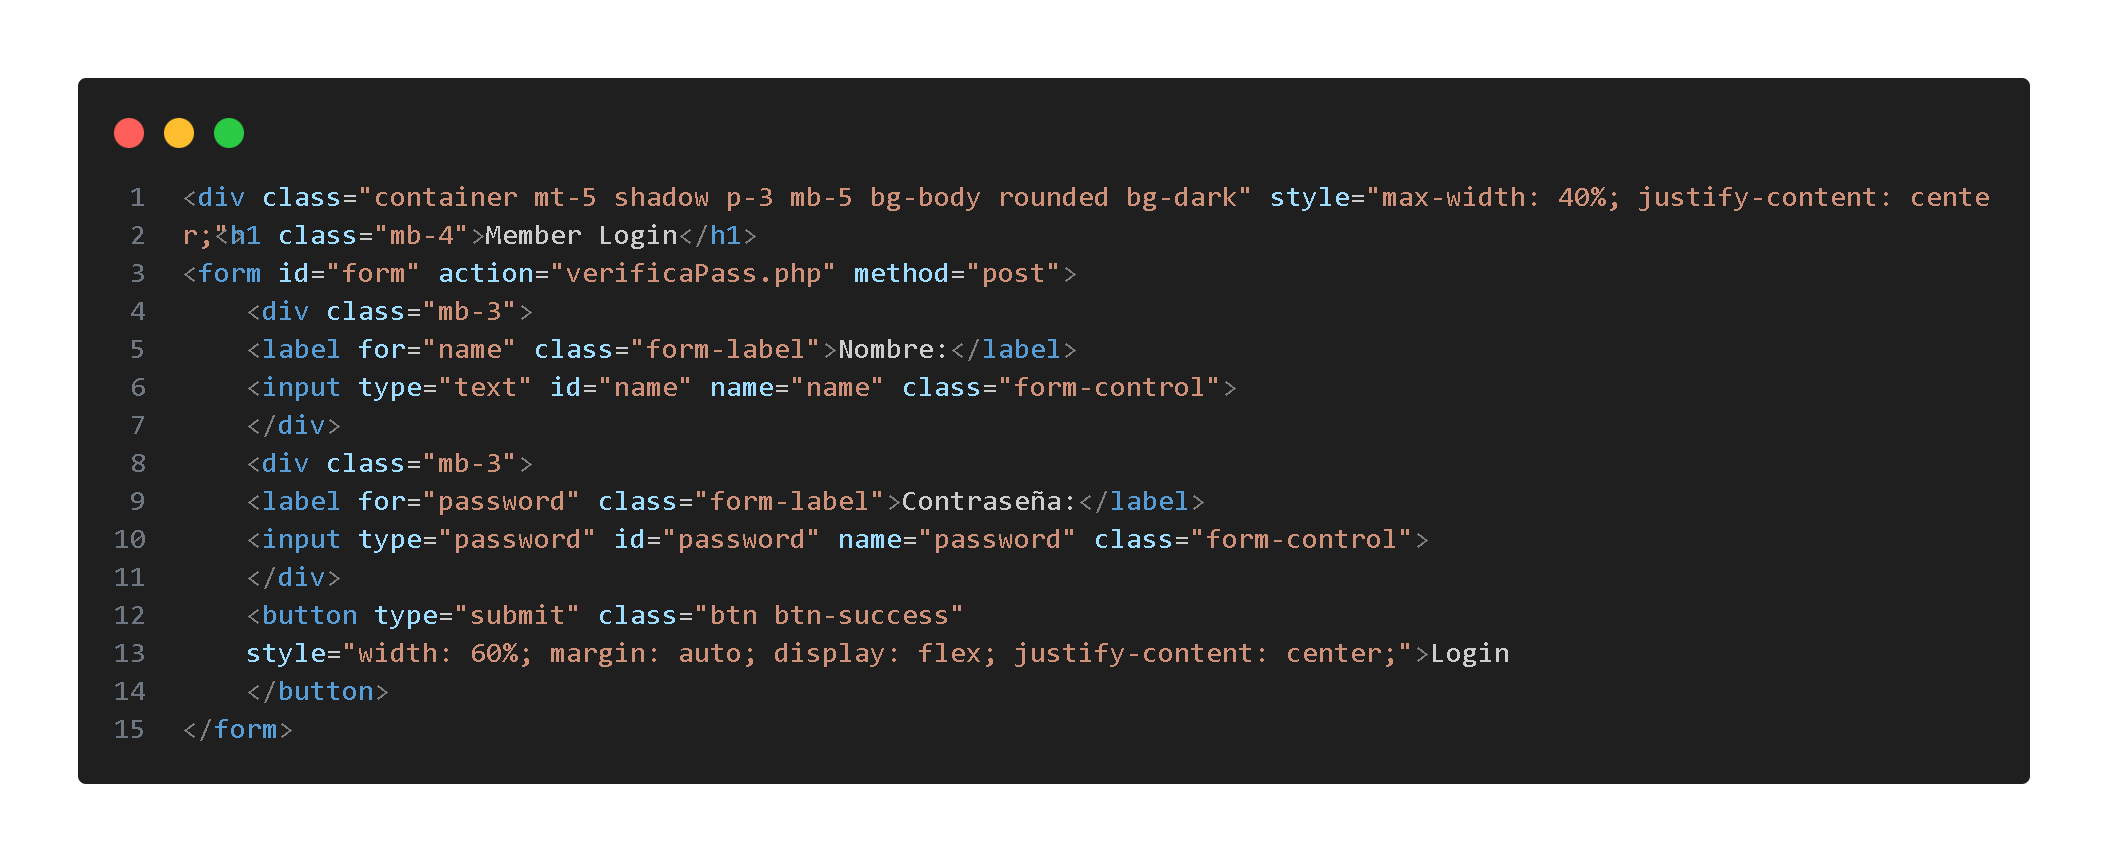 1 <div class="container mt-5 shadow p-3 mb-5 bg-body rounded bg-dark" style="max-width: 40%; justify-content: cente
r;">
2 <h1 class="mb-4">Member Login</h1>
3 <form id="form" action="verificaPass.php" method="post">
4 <div class="mb-3">
5 <label for="name" class="form-label">Nombre:</label>
6 <input type="text" id="name" name="name" class="form-control">
7 </div>
8 <div class="mb-3">
9 <label for="password" class="form-label">Contraseña:</label>
10 <input type="password" id="password" name="password" class="form-control">
11 </div>
12 <button type="submit" class="btn btn-success"
13 style="width: 60%; margin: auto; display: flex; justify-content: center;">Login
14 </button>
15 </form>